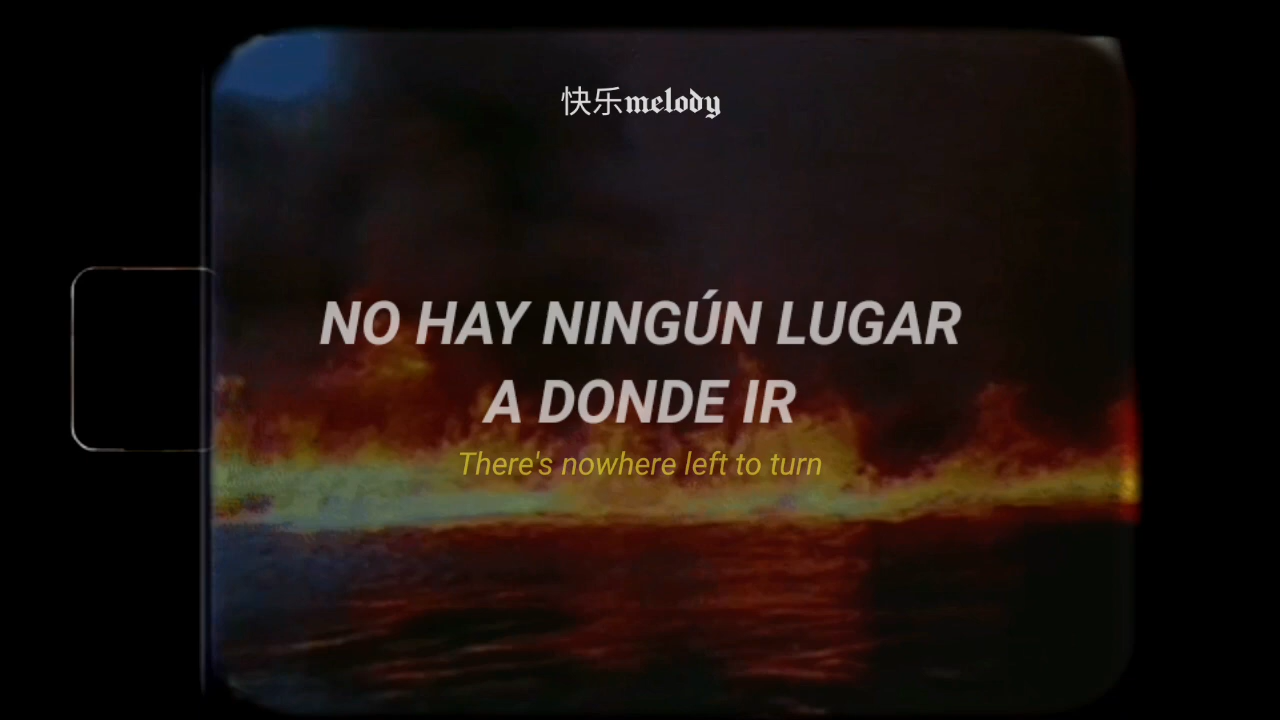 快乐melody
NO HAY NINGÚN LUGAR
A DONDE IR
There's nowhere left to turn